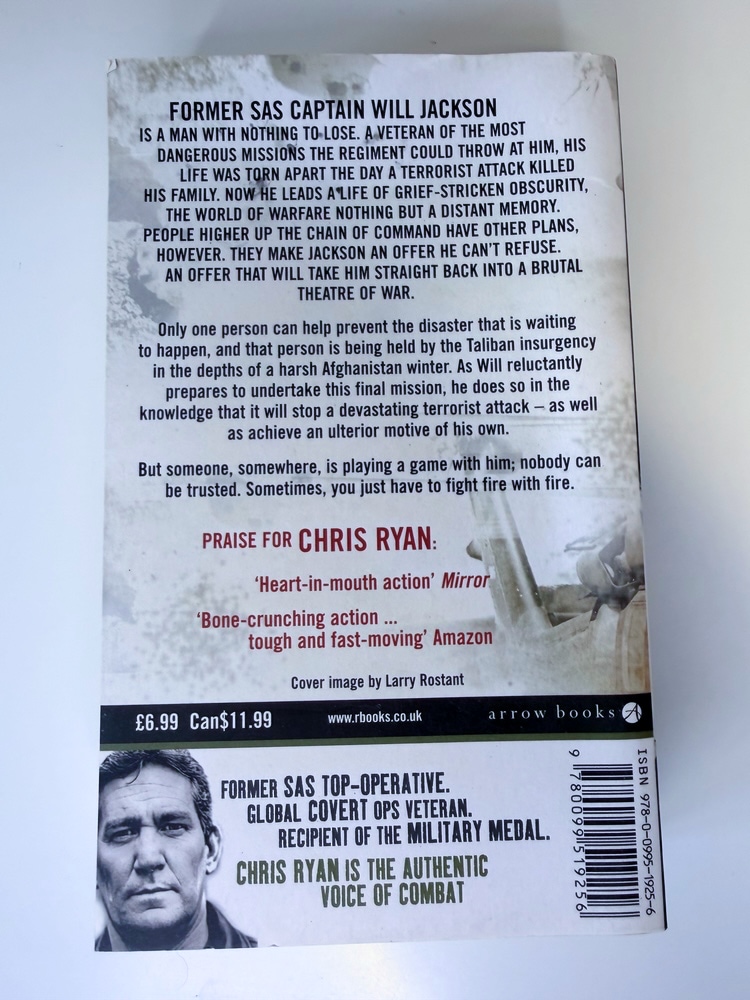 FORMER SAS CAPTAIN WILL JACKSON
IS A MAN WITH NOTHING TO LOSE. A VETERAN OF THE MOST
DANGEROUS MISSIONS THE REGIMENT COULD THROW AT HIM, HIS
LIFE WAS TORN APART THE DAY A TERRORIST ATTACK KILLED
HIS FAMILY. NOW HE LEADS A LIFE OF GRIEF-STRICKEN OBSCURITY,
THE WORLD OF WARFARE NOTHING BUT A DISTANT MEMORY.
PEOPLE HIGHER UP THE CHAIN OF COMMAND HAVE OTHER PLANS,
HOWEVER. THEY MAKE JACKSON AN OFFER HE CAN'T REFUSE.
AN OFFER THAT WILL TAKE HIM STRAIGHT BACK INTO A BRUTAL
THEATRE OF WAR.
Only one person can help prevent the disaster that is waiting
to happen, and that person is being held by the Taliban insurgency
in the depths of a harsh Afghanistan winter. As Will reluctantly
prepares to undertake this final mission, he does so in the
knowledge that it will stop a devastating terrorist attack – as well
as achieve an ulterior motive of his own.
But someone, somewhere, is playing a game with him; nobody can
be trusted. Sometimes, you just have to fight fire with fire.
PRAISE FOR CHRIS RYAN:
'Heart-in-mouth action' Mirror
'Bone-crunching action ...
tough and fast-moving' Amazon
Cover image by Larry Rostant
£6.99 Can$11.99 www.rbooks.co.uk arrow books
FORMER SAS TOP-OPERATIVE.
GLOBAL COVERT OPS VETERAN.
RECIPIENT OF THE MILITARY MEDAL.
CHRIS RYAN IS THE AUTHENTIC
VOICE OF COMBAT
ISBN 978-0-0995-1925-6
9 780099 519256